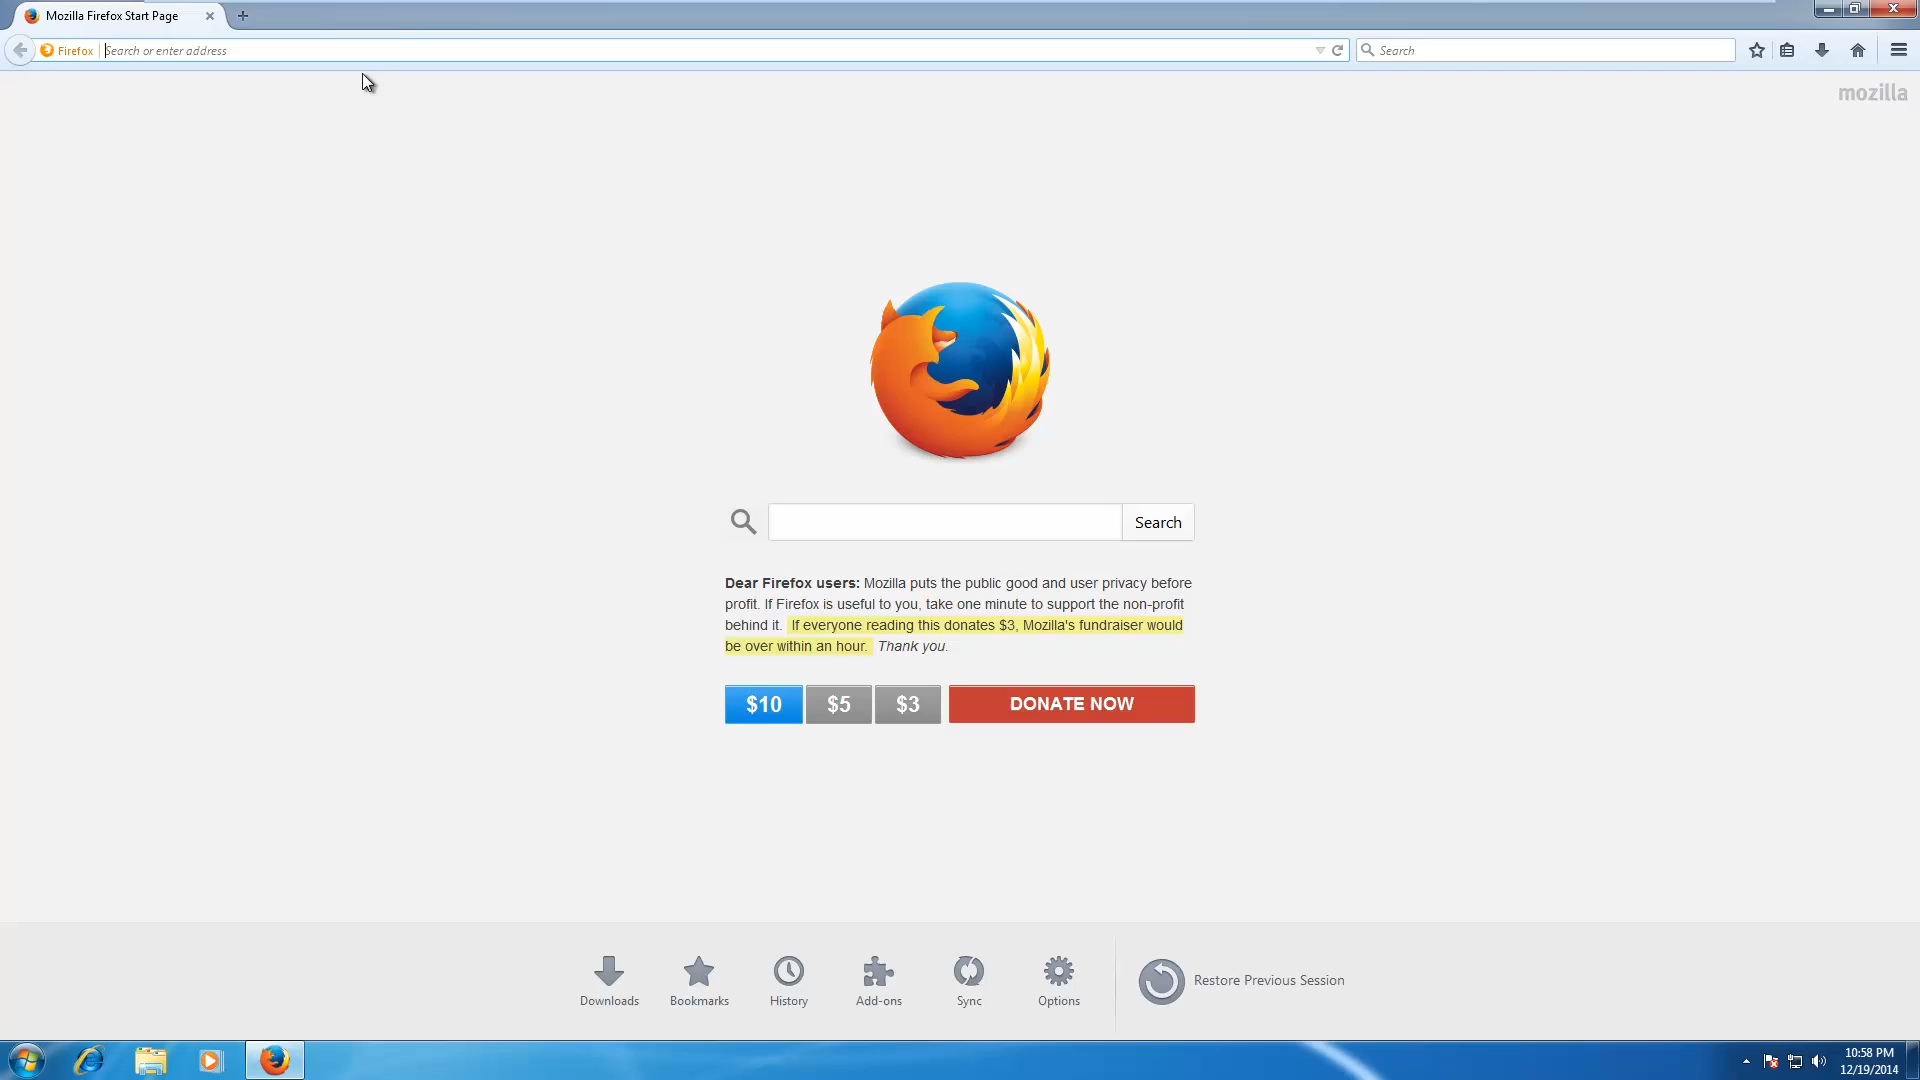 Mozilla Firefox Start Page
Firefox
Search or enter address
Search
mozilla
Search
Dear Firefox users: Mozilla puts the public good and user privacy before
profit. If Firefox is useful to you, take one minute to support the non-profit
behind it. If everyone reading this donates $3, Mozilla's fundraiser would
be over within an hour. Thank you.
$10 $5 $3 DONATE NOW
Downloads Bookmarks History Add-ons Sync Options Restore Previous Session
10:58 PM
12/19/2014